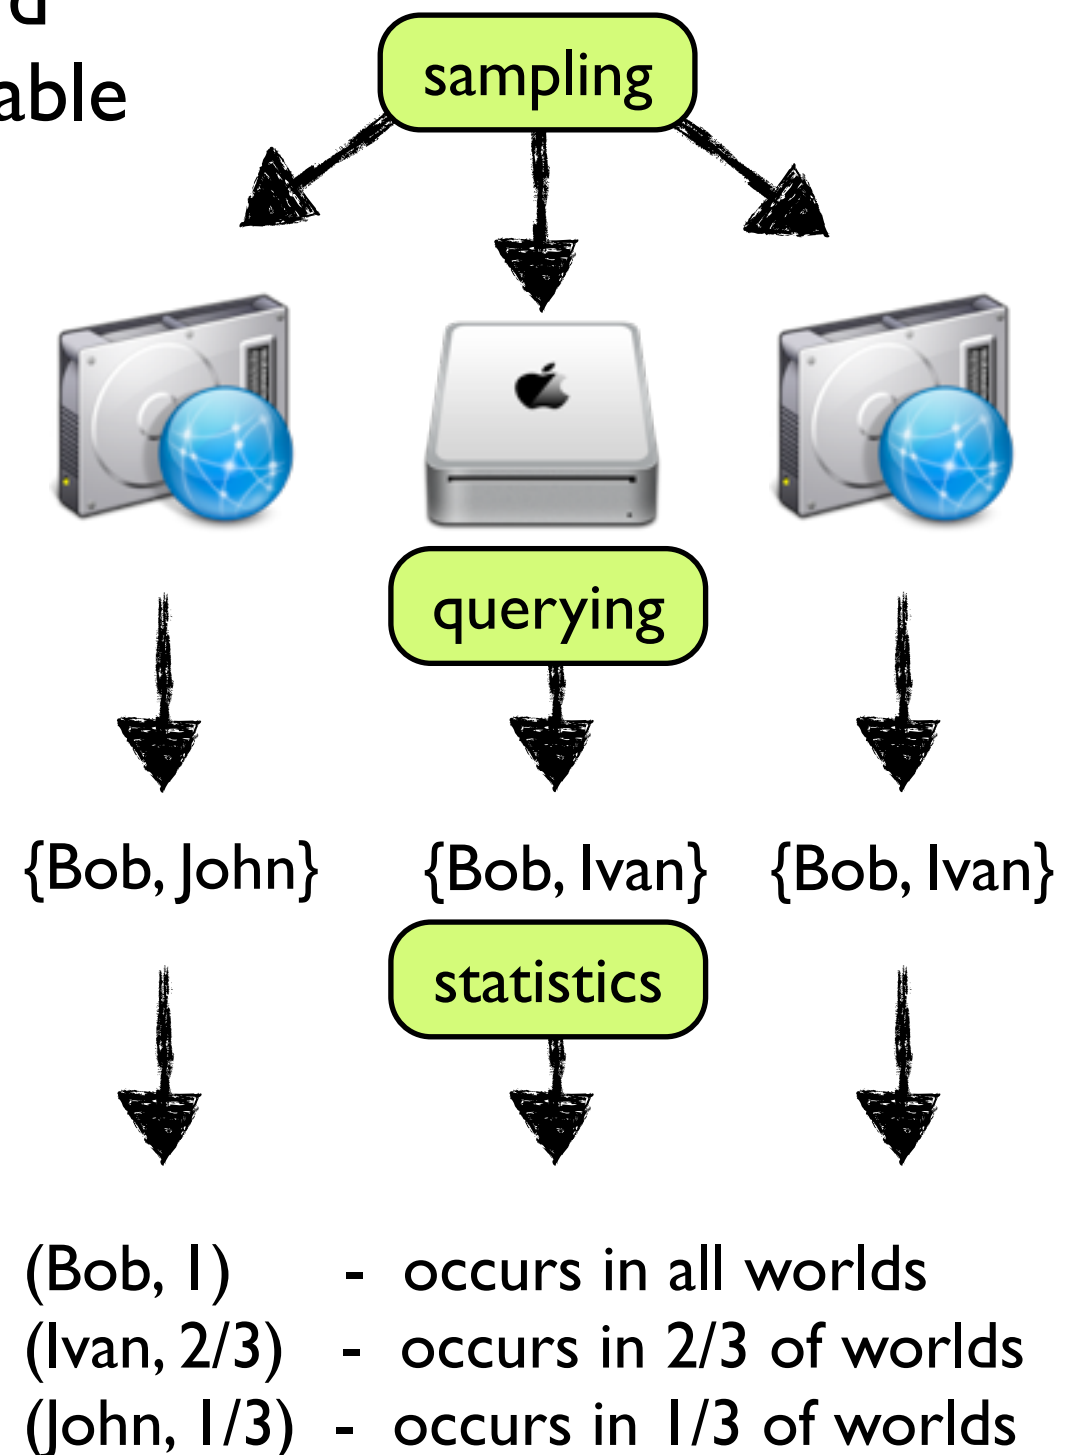 able
sampling
querying
{Bob, John} {Bob, Ivan} {Bob, Ivan}
statistics
(Bob, 1) - occurs in all worlds
(Ivan, 2/3) - occurs in 2/3 of worlds
(John, 1/3) - occurs in 1/3 of worlds